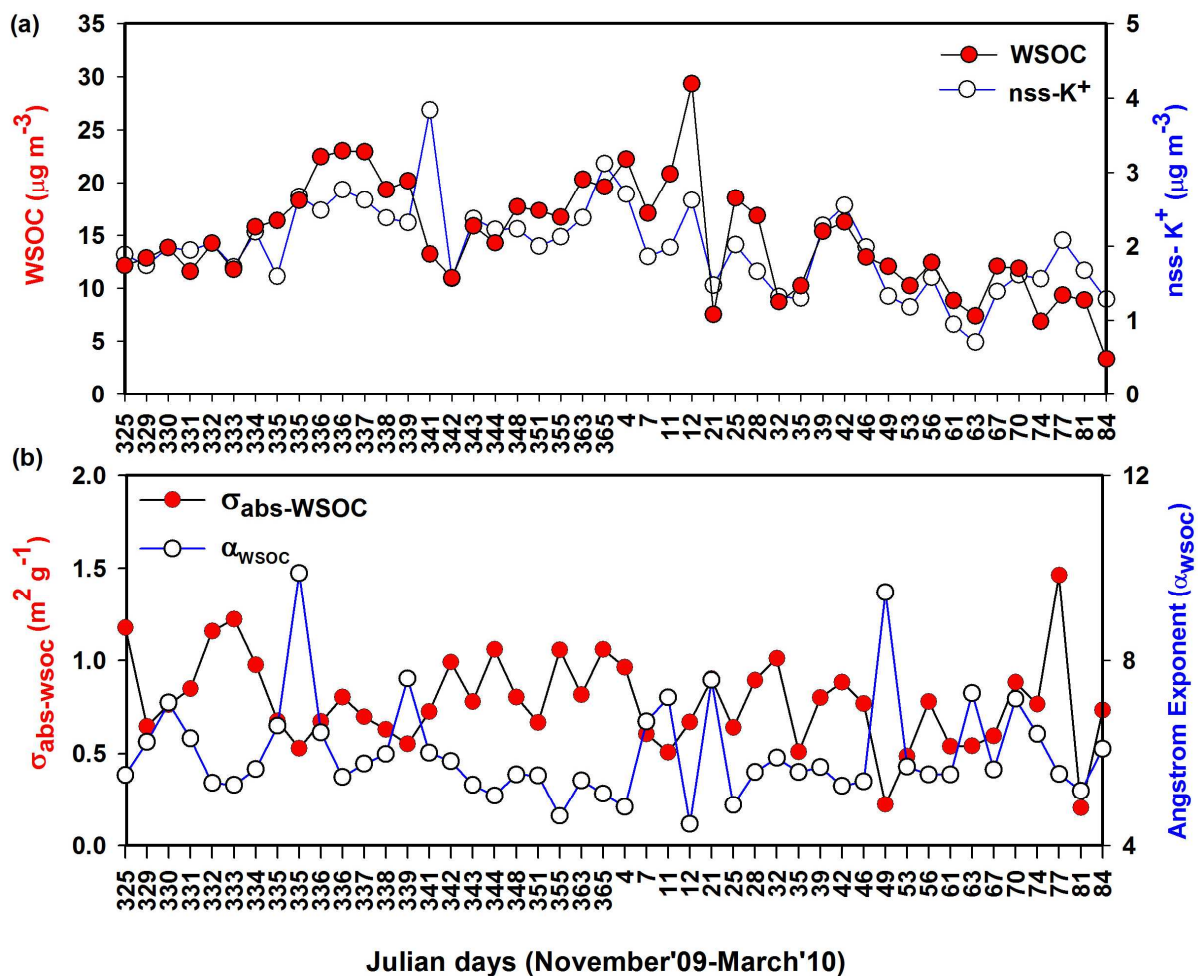 (a)
35
30
25
20
15
10
5
0
WSOC (μg m⁻³)
WSOC
nss-K⁺
5
4
3
2
1
0
nss- K⁺ (μg m⁻³)
325 329 330 331 332 333 334 335 335 336 336 337 338 339 341 342 343 344 348 351 355 363 365 4 7 11 12 21 25 28 32 35 39 42 46 49 53 56 61 63 67 70 74 77 81 84
(b)
2.0
1.5
1.0
0.5
0.0
σabs-wsoc (m² g⁻¹)
σabs-WSOC
αWSOC
12
8
4
Angstrom Exponent (αwsoc)
325 329 330 331 332 333 334 335 335 336 336 337 338 339 341 342 343 344 348 351 355 363 365 4 7 11 12 21 25 28 32 35 39 42 46 49 53 56 61 63 67 70 74 77 81 84
Julian days (November'09-March'10)